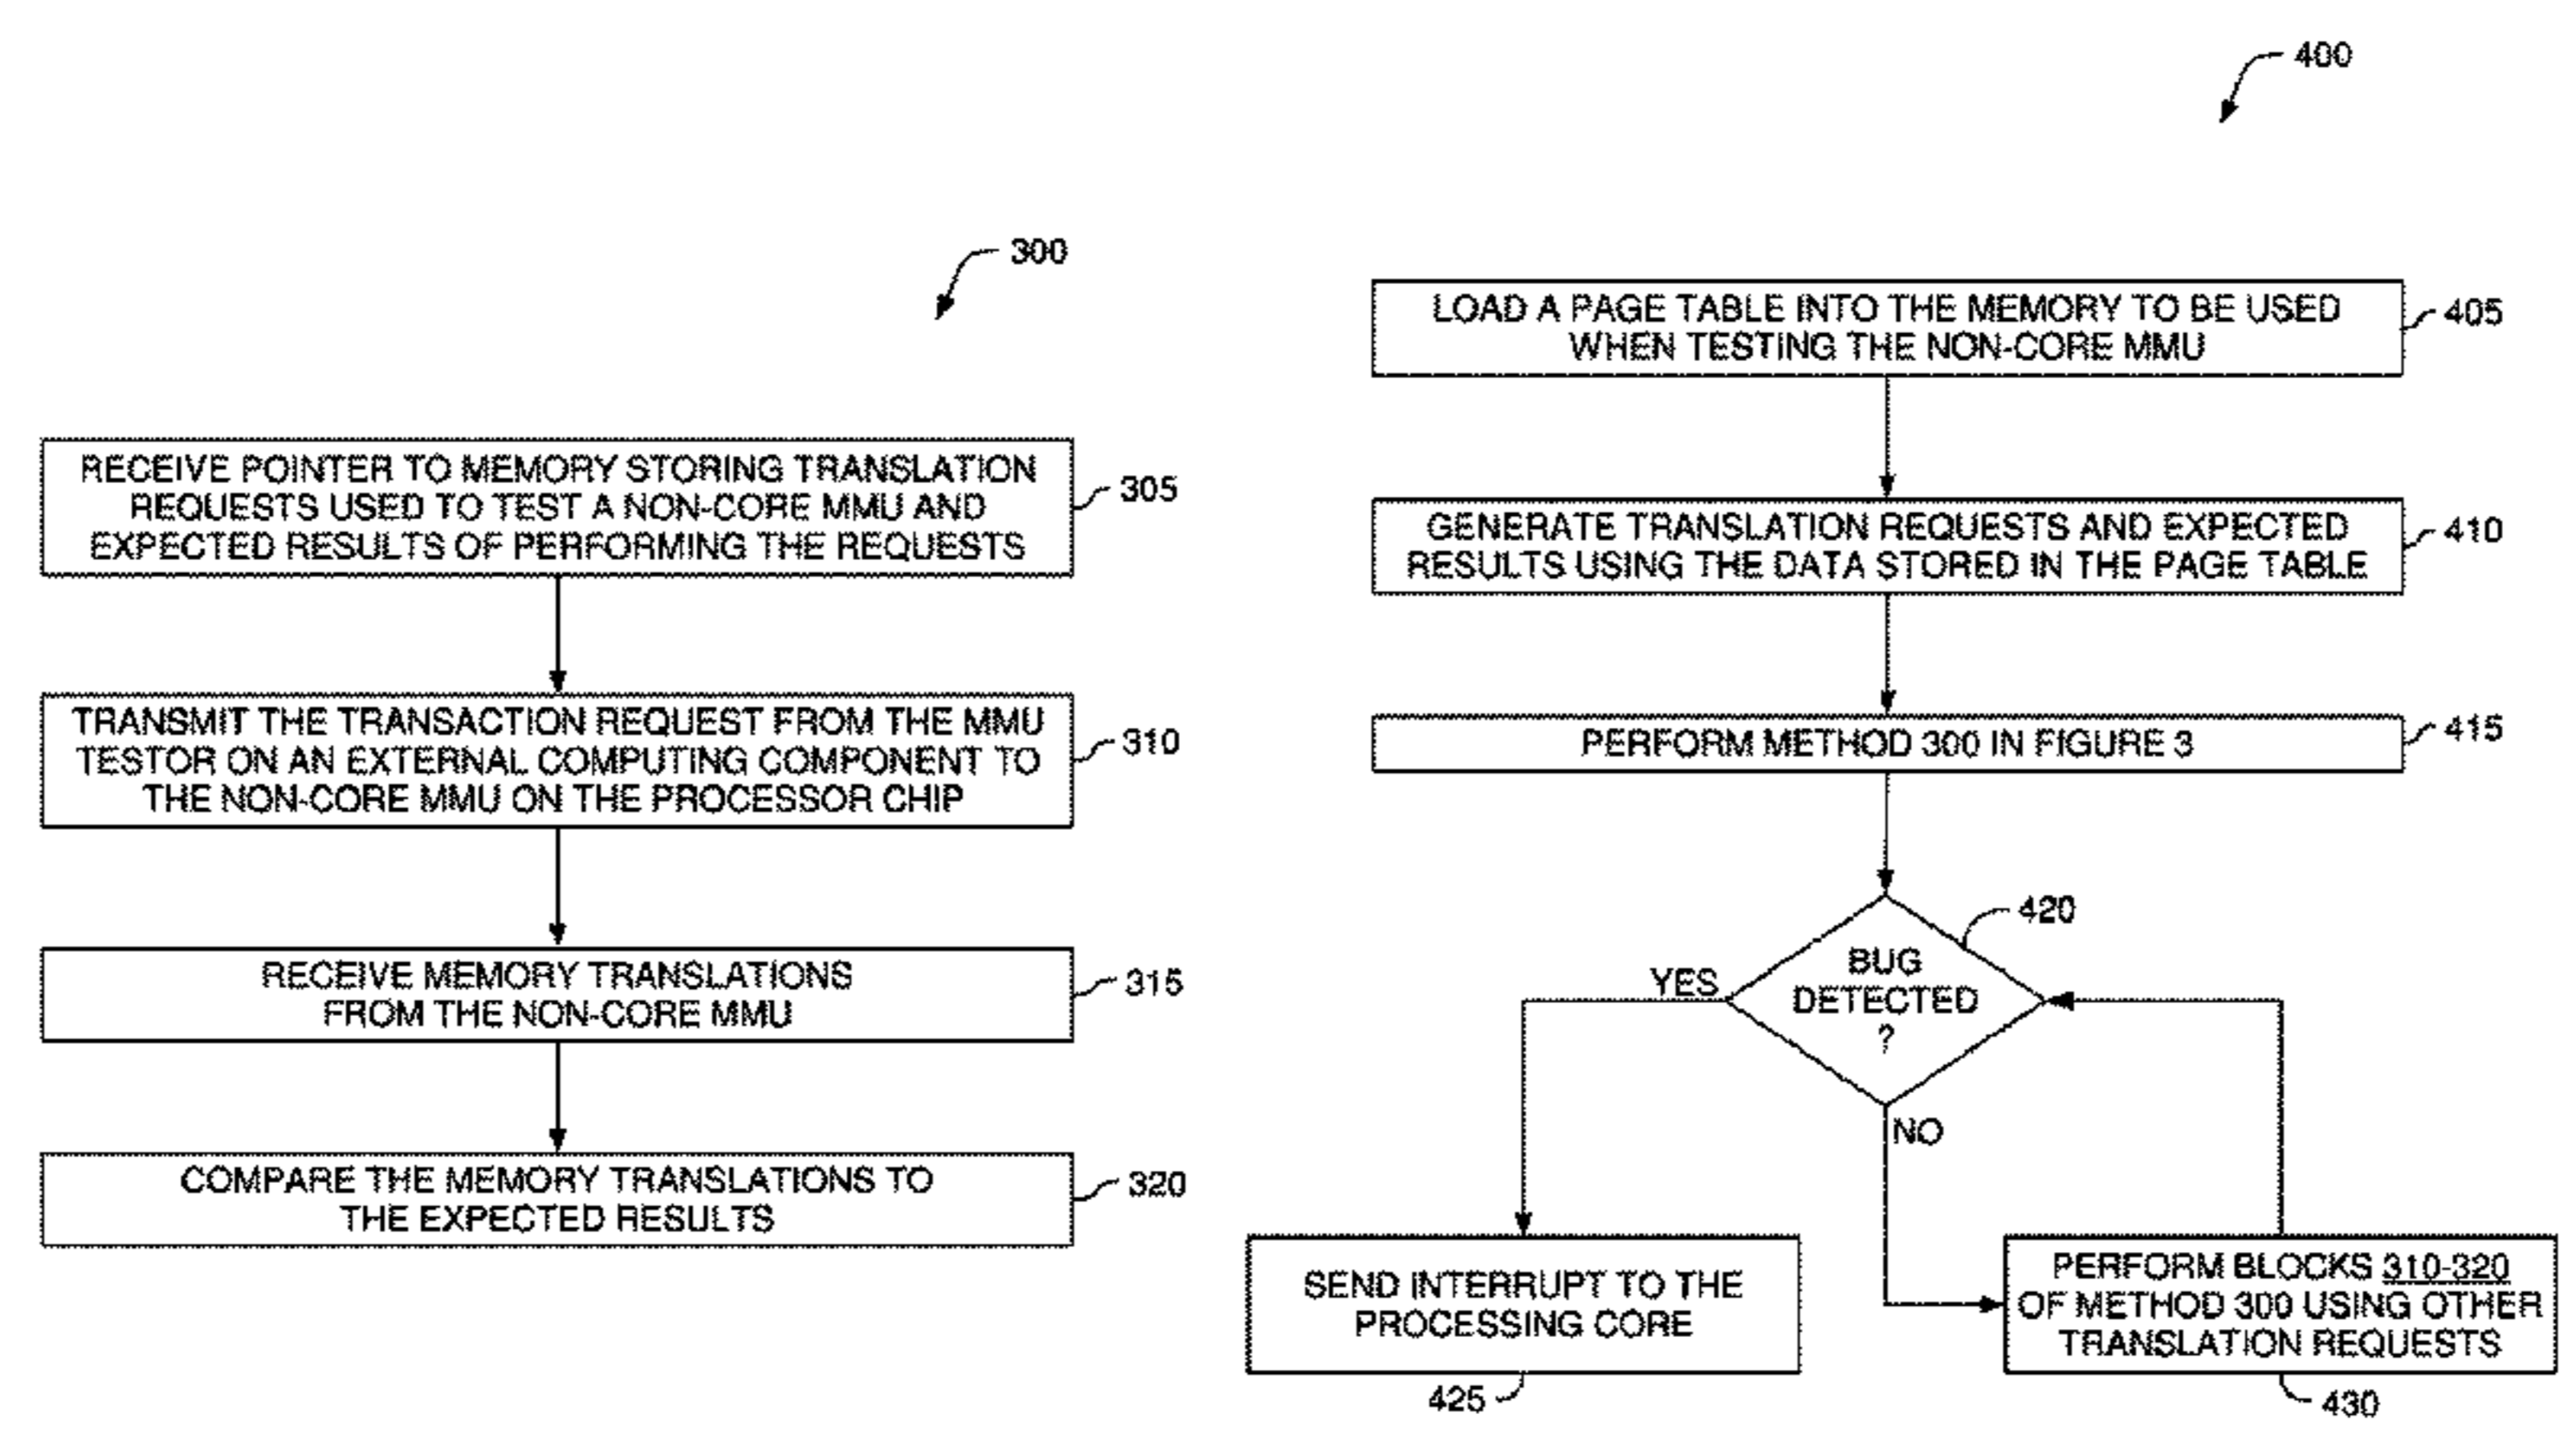 300
RECEIVE POINTER TO MEMORY STORING TRANSLATION
REQUESTS USED TO TEST A NON-CORE MMU AND
EXPECTED RESULTS OF PERFORMING THE REQUESTS
305
TRANSMIT THE TRANSACTION REQUEST FROM THE MMU
TESTOR ON AN EXTERNAL COMPUTING COMPONENT TO
THE NON-CORE MMU ON THE PROCESSOR CHIP
310
RECEIVE MEMORY TRANSLATIONS
FROM THE NON-CORE MMU
315
COMPARE THE MEMORY TRANSLATIONS TO
THE EXPECTED RESULTS
320
400
LOAD A PAGE TABLE INTO THE MEMORY TO BE USED
WHEN TESTING THE NON-CORE MMU
405
GENERATE TRANSLATION REQUESTS AND EXPECTED
RESULTS USING THE DATA STORED IN THE PAGE TABLE
410
PERFORM METHOD 300 IN FIGURE 3
415
420
BUG
DETECTED
?
YES
NO
SEND INTERRUPT TO THE
PROCESSING CORE
425
PERFORM BLOCKS 310-320
OF METHOD 300 USING OTHER
TRANSLATION REQUESTS
430